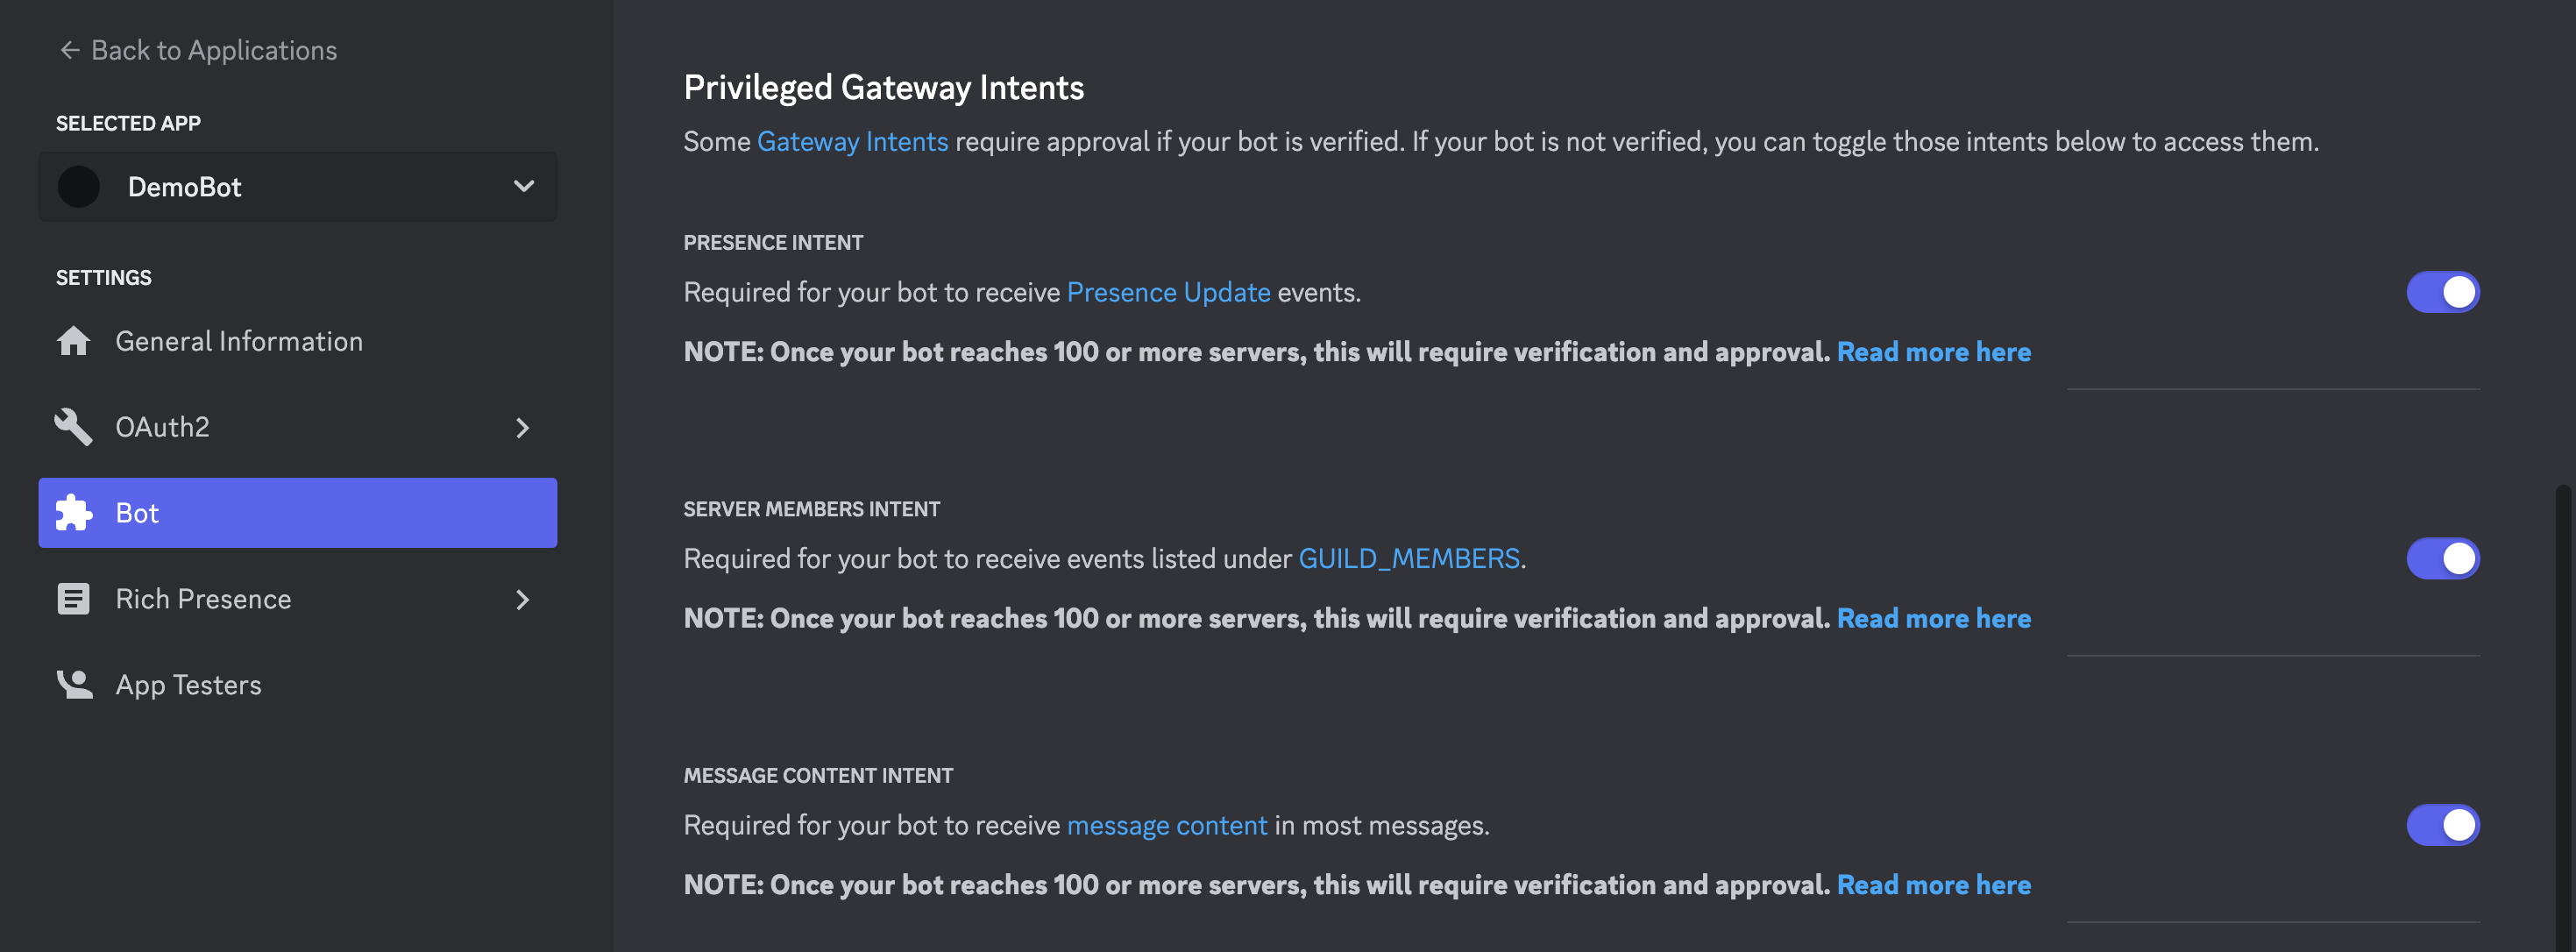 Back to Applications
SELECTED APP
DemoBot
SETTINGS
General Information
OAuth2
Bot
Rich Presence
App Testers
Privileged Gateway Intents
Some Gateway Intents require approval if your bot is verified. If your bot is not verified, you can toggle those intents below to access them.
PRESENCE INTENT
Required for your bot to receive Presence Update events.
NOTE: Once your bot reaches 100 or more servers, this will require verification and approval. Read more here
SERVER MEMBERS INTENT
Required for your bot to receive events listed under GUILD_MEMBERS.
NOTE: Once your bot reaches 100 or more servers, this will require verification and approval. Read more here
MESSAGE CONTENT INTENT
Required for your bot to receive message content in most messages.
NOTE: Once your bot reaches 100 or more servers, this will require verification and approval. Read more here